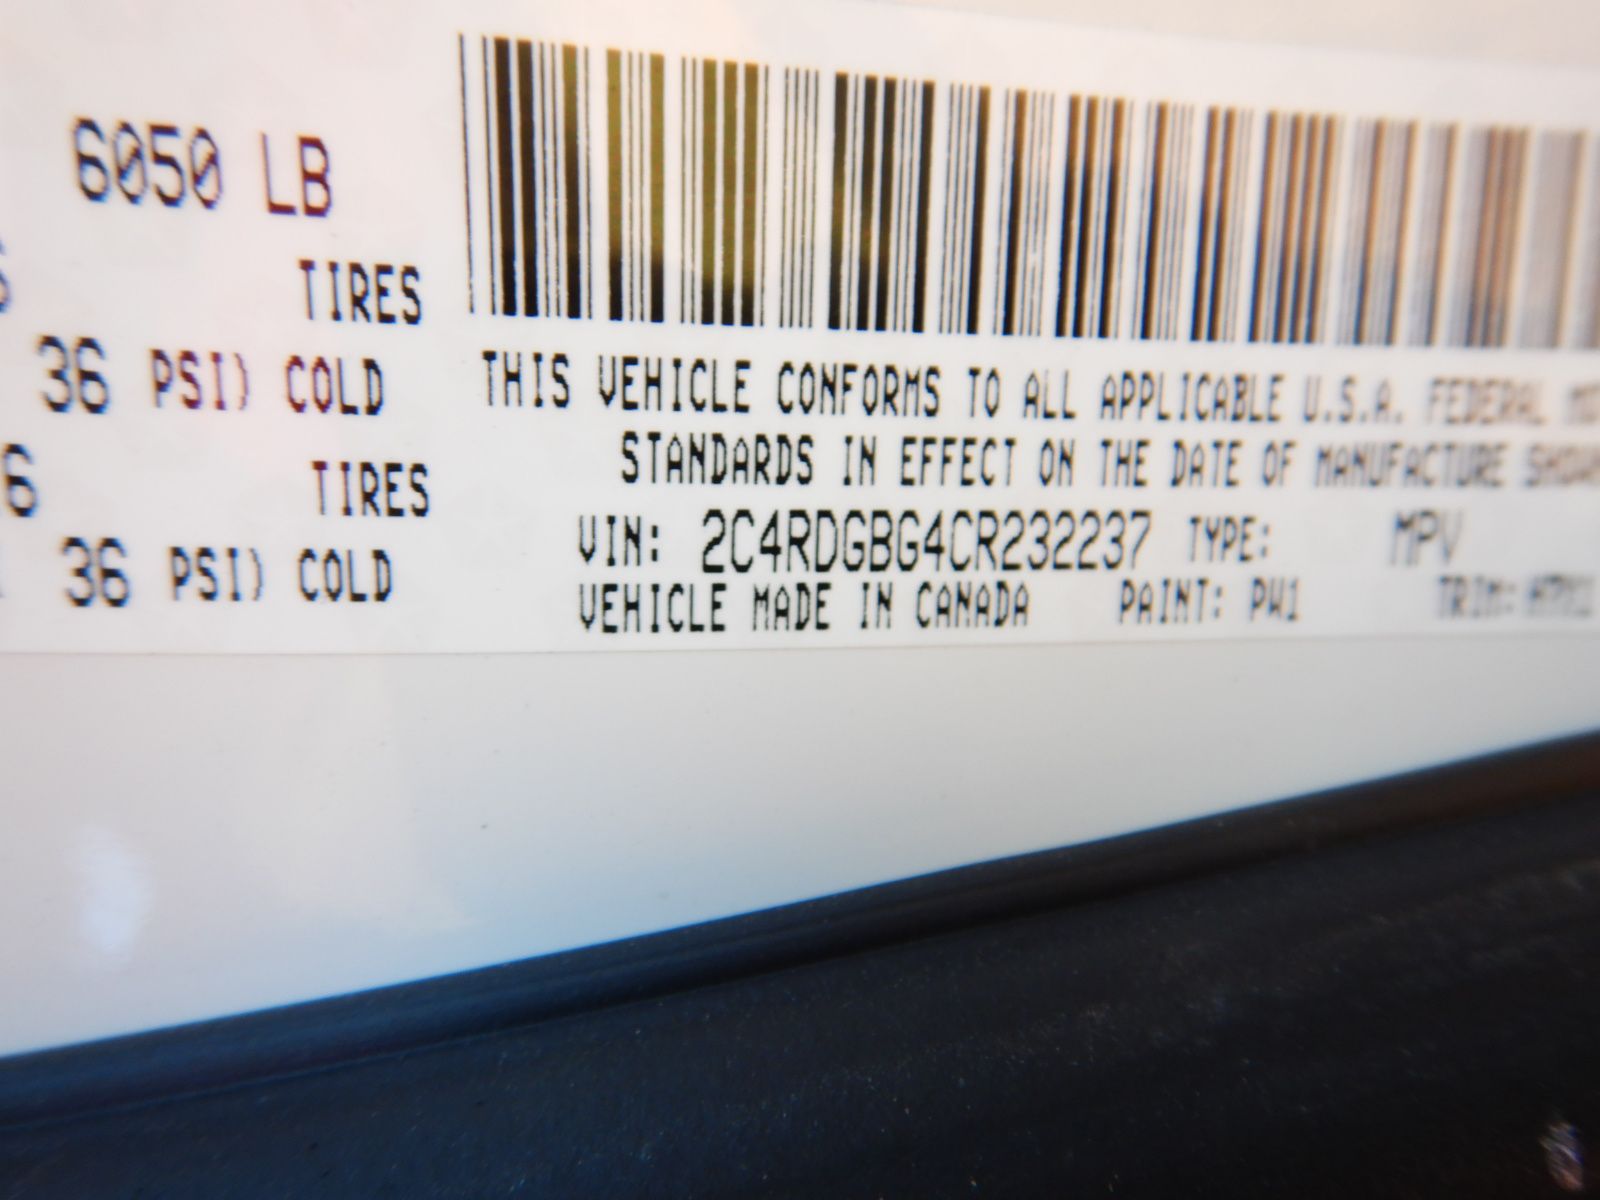 6050 LB
TIRES
36 PSI) COLD
6 TIRES
36 PSI) COLD
THIS VEHICLE CONFORMS TO ALL APPLICABLE U.S.A. FEDERAL
STANDARDS IN EFFECT ON THE DATE OF MANUFACTURE
VIN: 2C4RDGBG4CR232237 TYPE: MPV
VEHICLE MADE IN CANADA PAINT: PW1 TRIM: